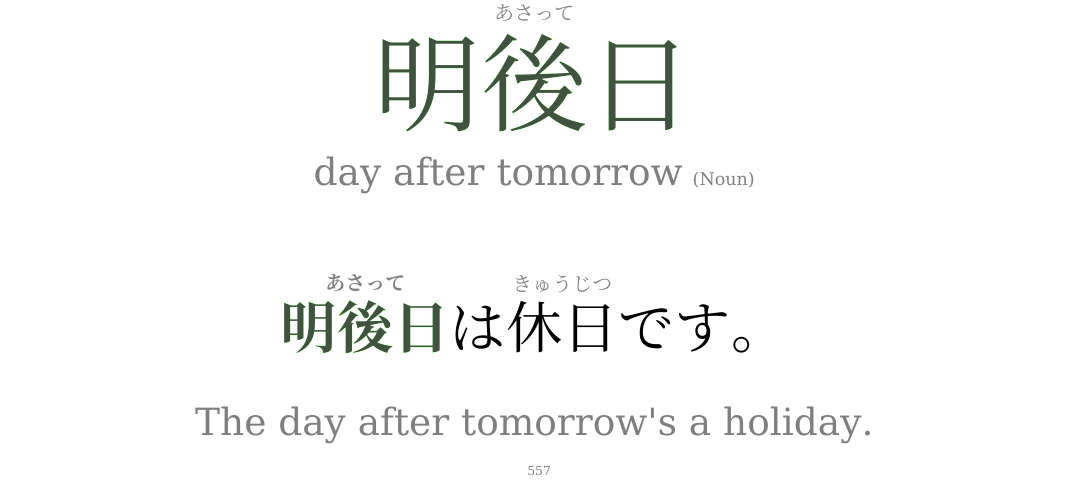 あさって
明後日
day after tomorrow (Noun)
あさって きゅうじつ
明後日は休日です。
The day after tomorrow's a holiday.
557